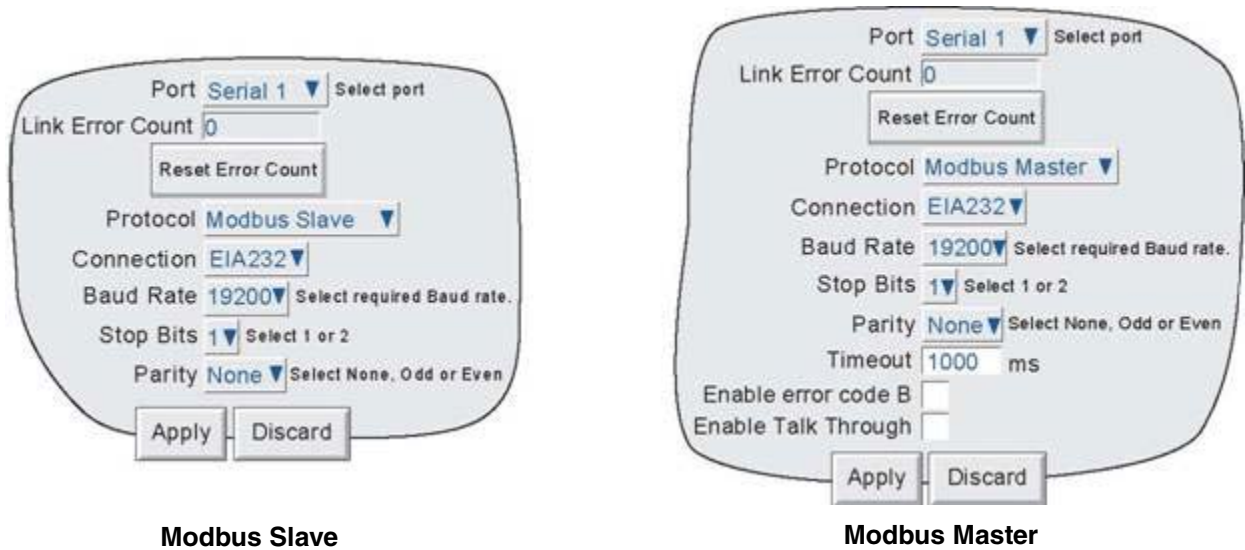 Port Serial 1 Select port
Link Error Count 0
Reset Error Count
Protocol Modbus Slave
Connection EIA232
Baud Rate 19200 Select required Baud rate.
Stop Bits 1 Select 1 or 2
Parity None Select None, Odd or Even
Apply Discard
Modbus Slave
Port Serial 1 Select port
Link Error Count 0
Reset Error Count
Protocol Modbus Master
Connection EIA232
Baud Rate 19200 Select required Baud rate.
Stop Bits 1 Select 1 or 2
Parity None Select None, Odd or Even
Timeout 1000 ms
Enable error code B
Enable Talk Through
Apply Discard
Modbus Master